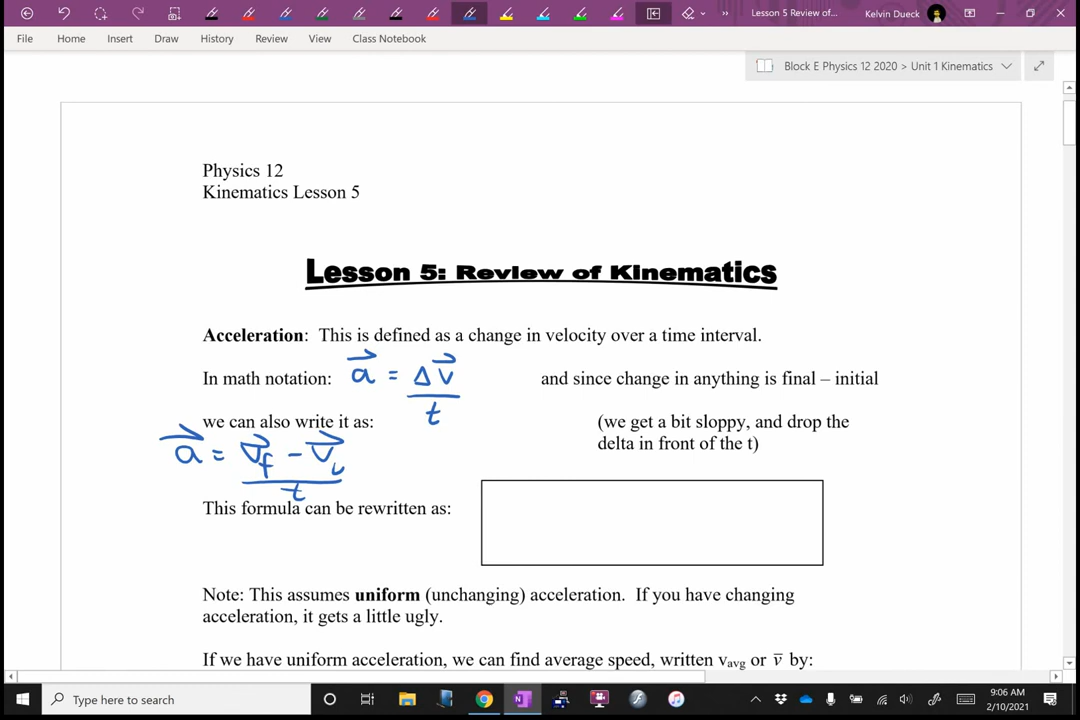 Lesson 5 Review of...
Kelvin Dueck
File Home Insert Draw History Review View Class Notebook
Block E Physics 12 2020 > Unit 1 Kinematics
Physics 12
Kinematics Lesson 5
Lesson 5: Review of Kinematics
Acceleration: This is defined as a change in velocity over a time interval.
In math notation: a⃗ = Δv⃗ / t and since change in anything is final – initial
we can also write it as: (we get a bit sloppy, and drop the
delta in front of the t)
a⃗ = v⃗f – v⃗i / t
This formula can be rewritten as:
Note: This assumes uniform (unchanging) acceleration. If you have changing
acceleration, it gets a little ugly.
If we have uniform acceleration, we can find average speed, written vavg or v̅ by:
Type here to search
9:06 AM
2/10/2021